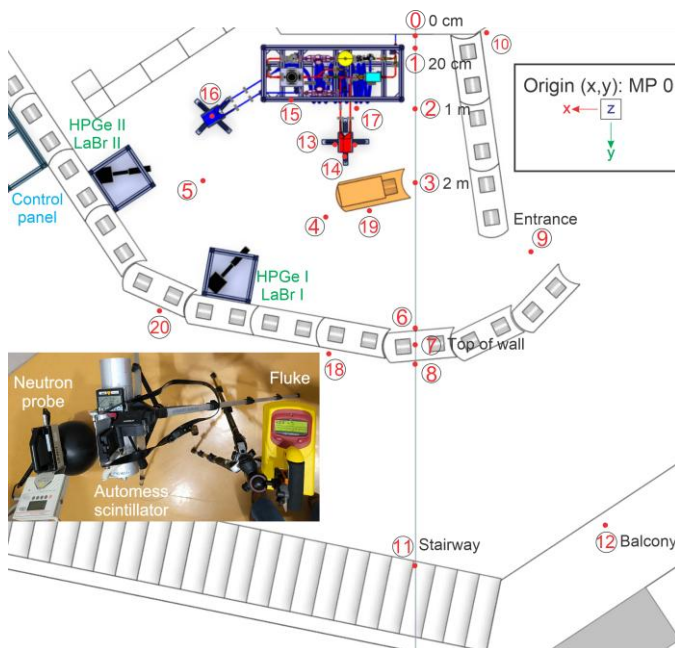 0 0 cm
10
1 20 cm
Origin (x,y): MP 0
x z
y
16
HPGe II
LaBr II
15
17
2 1 m
13
14
Control
panel
5
3 2 m
4
19
Entrance
9
HPGe I
LaBr I
20
6
7 Top of wall
18
8
Neutron
probe
Fluke
Automess
scintillator
11 Stairway
12 Balcony